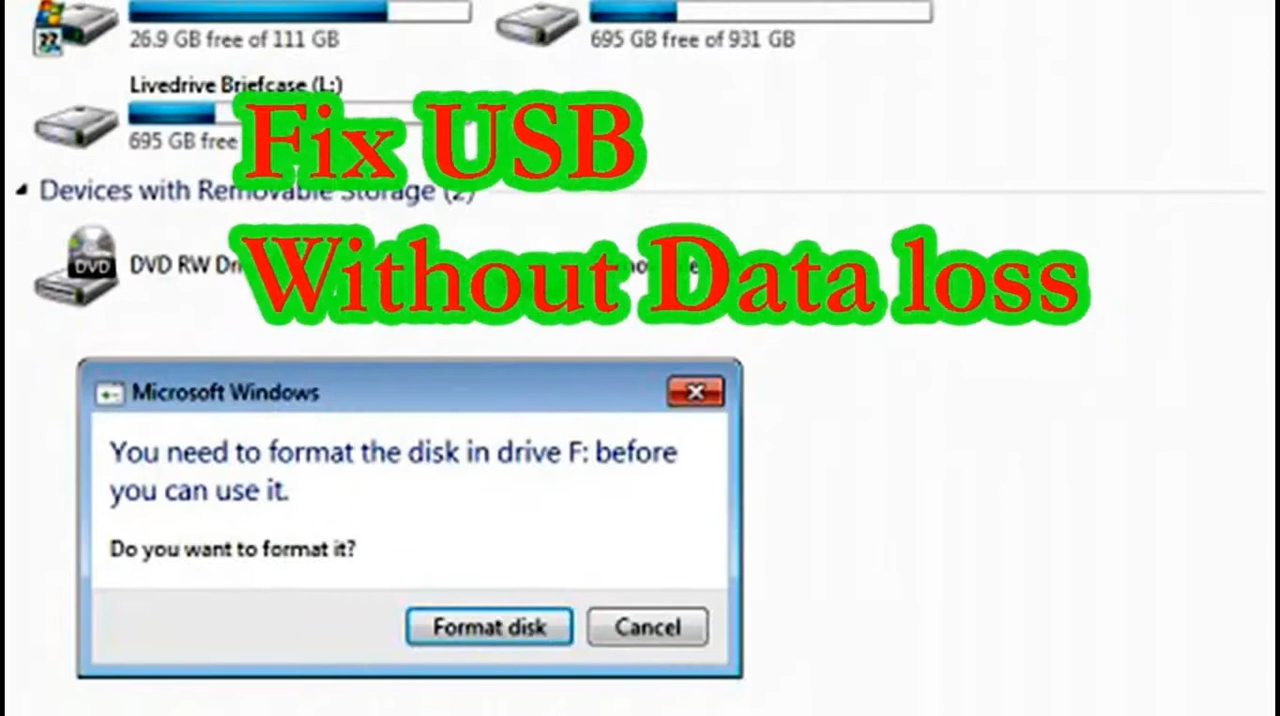 26.9 GB free of 111 GB
695 GB free of 931 GB
Livedrive Briefcase (L:)
695 GB free
Fix USB
Devices with Removable Storage (2)
DVD
DVD RW
Without Data loss
Microsoft Windows
You need to format the disk in drive F: before
you can use it.
Do you want to format it?
Format disk
Cancel